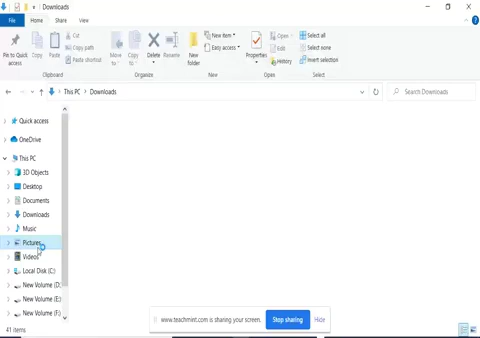 Downloads
File Home Share View
Pin to Quick access
Copy
Paste
Cut
Copy path
Paste shortcut
Move to
Copy to
Delete
Rename
New folder
New item
Easy access
Properties
Open
Edit
History
Select all
Select none
Invert selection
Clipboard Organize New Open Select
This PC > Downloads
Search Downloads
Quick access
OneDrive
This PC
3D Objects
Desktop
Documents
Downloads
Music
Pictures
Videos
Local Disk (C:)
New Volume (D:
New Volume (E:)
New Volume (F:)
www.teachmint.com is sharing your screen. Stop sharing Hide
41 items